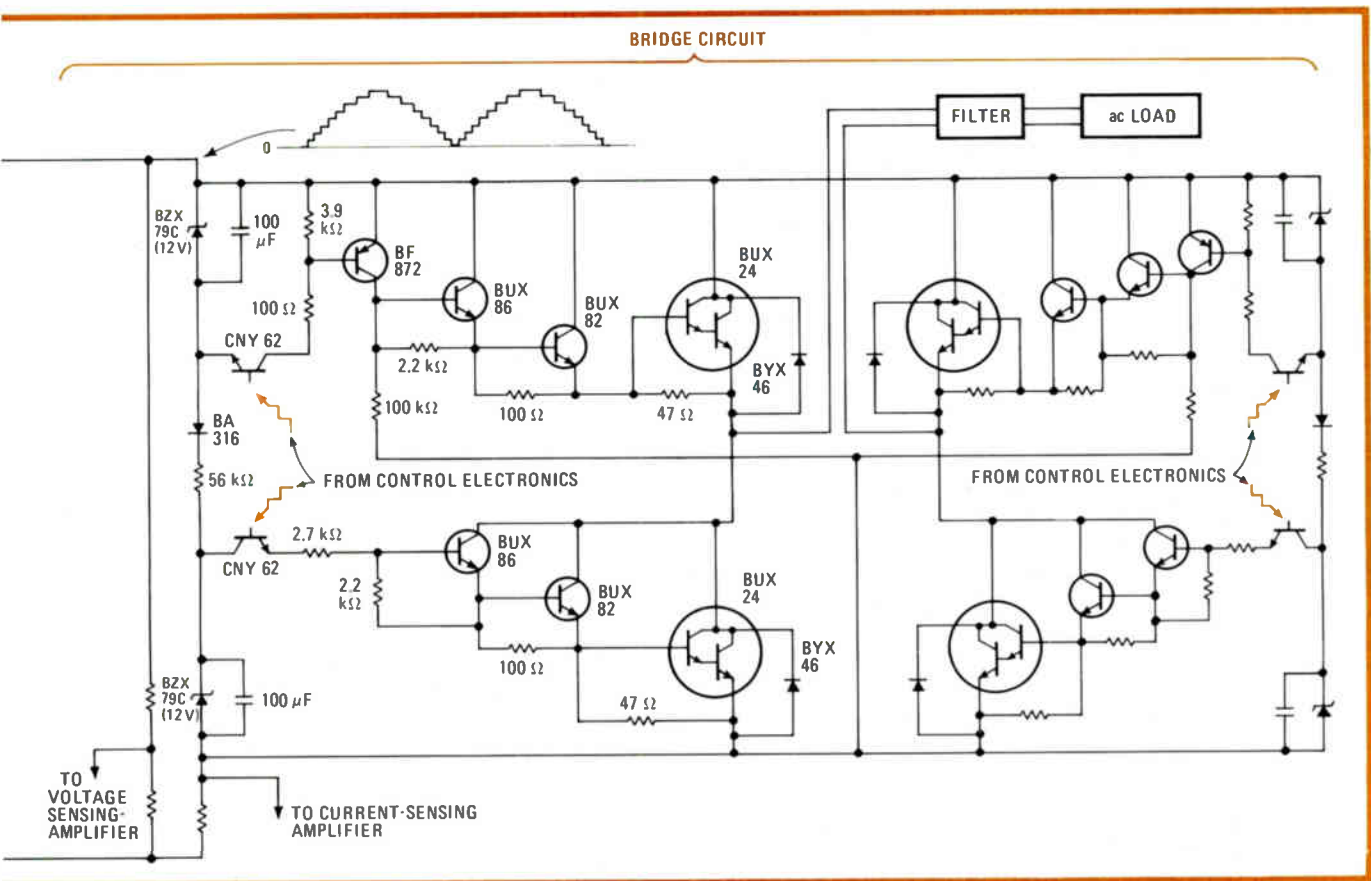 BRIDGE CIRCUIT
FILTER
ac LOAD
0
BZX
79C
(12 V)
100
μF
3.9
kΩ
BF
872
BUX
86
BUX
82
BUX
24
100 Ω
CNY 62
2.2 kΩ
BYX
46
100 kΩ
100 Ω
47 Ω
BA
316
56 kΩ
FROM CONTROL ELECTRONICS
FROM CONTROL ELECTRONICS
CNY 62
2.7 kΩ
BUX
86
2.2
kΩ
BUX
82
BUX
24
100 Ω
BYX
46
BZX
79C
(12 V)
100 μF
47 Ω
TO
VOLTAGE
SENSING-
AMPLIFIER
TO CURRENT-SENSING
AMPLIFIER